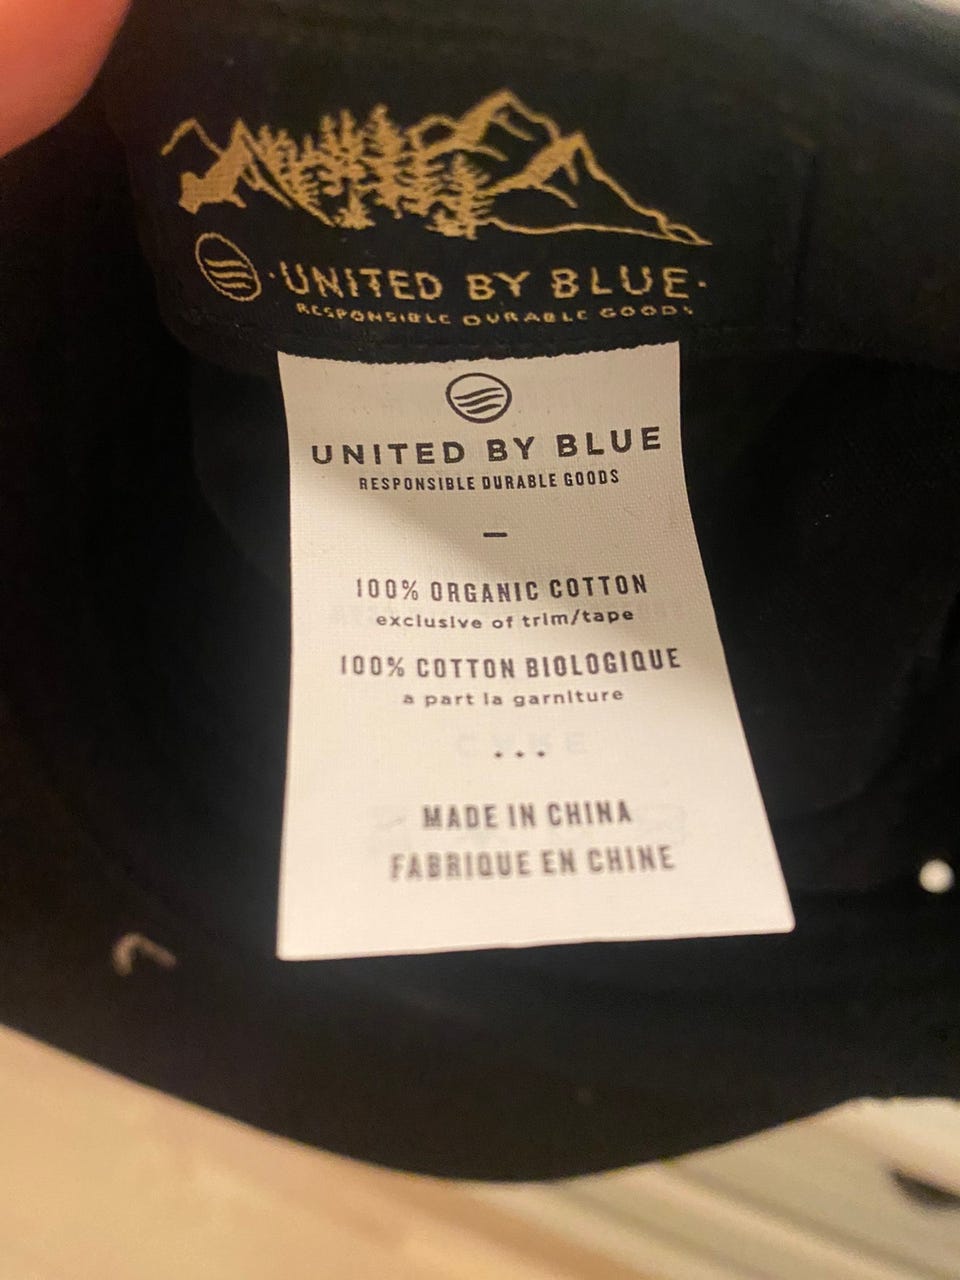 ·UNITED BY BLUE·
RESPONSIBLE DURABLE GOODS
UNITED BY BLUE
RESPONSIBLE DURABLE GOODS
–
100% ORGANIC COTTON
exclusive of trim/tape
100% COTTON BIOLOGIQUE
a part la garniture
...
MADE IN CHINA
FABRIQUE EN CHINE